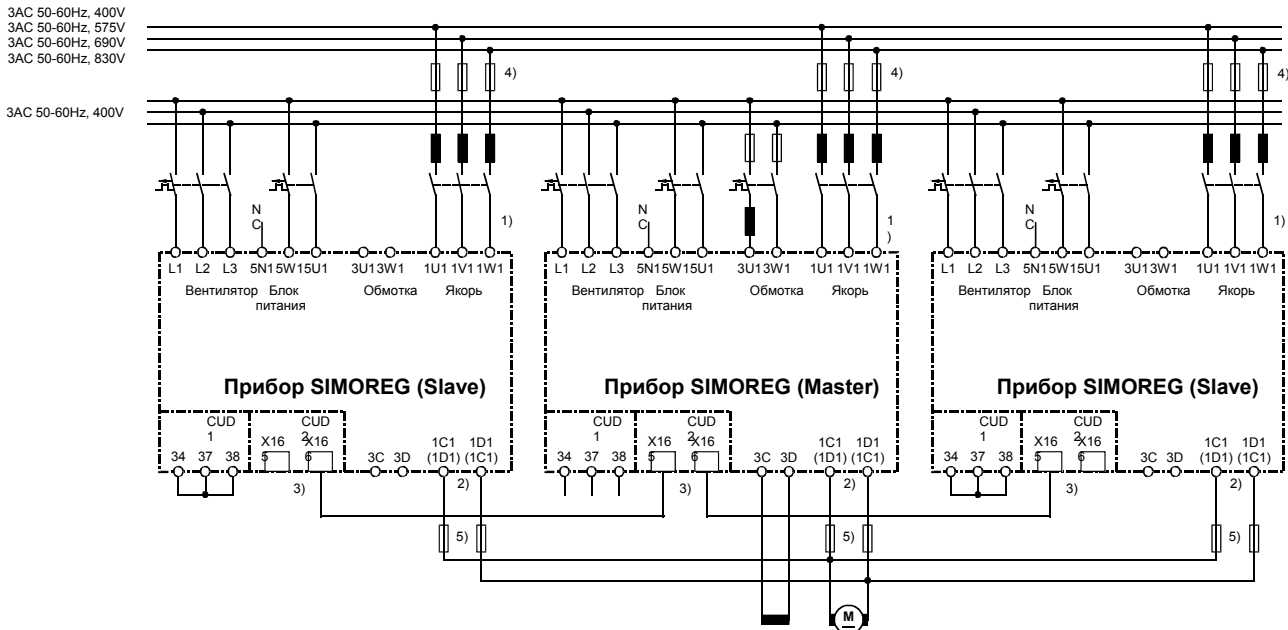 3AC 50-60Hz, 400V
3AC 50-60Hz, 575V
3AC 50-60Hz, 690V
3AC 50-60Hz, 830V
4) 4) 4)
3AC 50-60Hz, 400V
N N N
C 1) C 1 C 1)
)
L1 L2 L3 5N1 5W1 5U1 3U1 3W1 1U1 1V1 1W1 L1 L2 L3 5N1 5W1 5U1 3U1 3W1 1U1 1V1 1W1 L1 L2 L3 5N1 5W1 5U1 3U1 3W1 1U1 1V1 1W1
Вентилятор Блок Обмотка Якорь Вентилятор Блок Обмотка Якорь Вентилятор Блок Обмотка Якорь
питания питания питания
Прибор SIMOREG (Slave) Прибор SIMOREG (Master) Прибор SIMOREG (Slave)
CUD CUD CUD CUD CUD CUD
1 2 1 2 1 2
X16 X16 1C1 1D1 X16 X16 1C1 1D1 X16 X16 1C1 1D1
34 37 38 5 6 3C 3D (1D1) (1C1) 34 37 38 5 6 3C 3D (1D1) (1C1) 34 37 38 5 6 3C 3D (1D1) (1C1)
3) 2) 3) 2) 3) 2)
5) 5) 5)
M